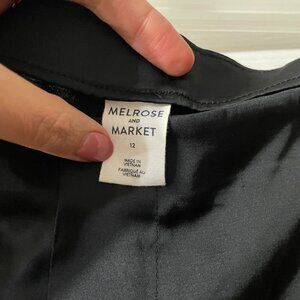 MELROSE
AND
MARKET
12
MADE IN
VIETNAM
FABRIQUÉ AU
VIETNAM